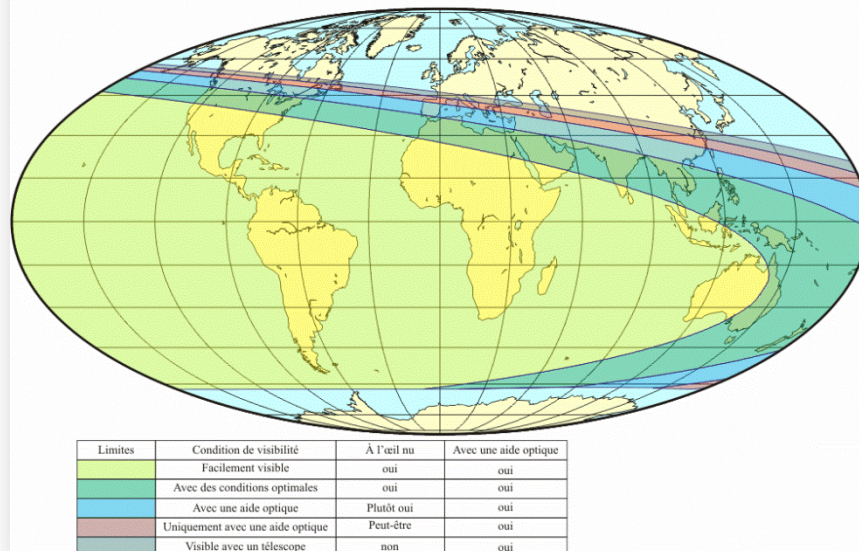 Limites Condition de visibilité À l'œil nu Avec une aide optique
Facilement visible oui oui
Avec des conditions optimales oui oui
Avec une aide optique Plutôt oui oui
Uniquement avec une aide optique Peut-être oui
Visible avec un télescope non oui